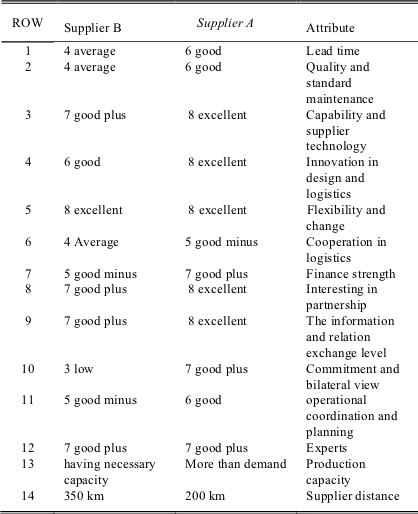 ROW Supplier B Supplier A Attribute
1 4 average 6 good Lead time
2 4 average 6 good Quality and
standard
maintenance
3 7 good plus 8 excellent Capability and
supplier
technology
4 6 good 8 excellent Innovation in
design and
logistics
5 8 excellent 8 excellent Flexibility and
change
6 4 Average 5 good minus Cooperation in
logistics
7 5 good minus 7 good plus Finance strength
8 7 good plus 8 excellent Interesting in
partnership
9 7 good plus 8 excellent The information
and relation
exchange level
10 3 low 7 good plus Commitment and
bilateral view
11 5 good minus 6 good operational
coordination and
planning
12 7 good plus 7 good plus Experts
13 having necessary More than demand Production
capacity capacity
14 350 km 200 km Supplier distance